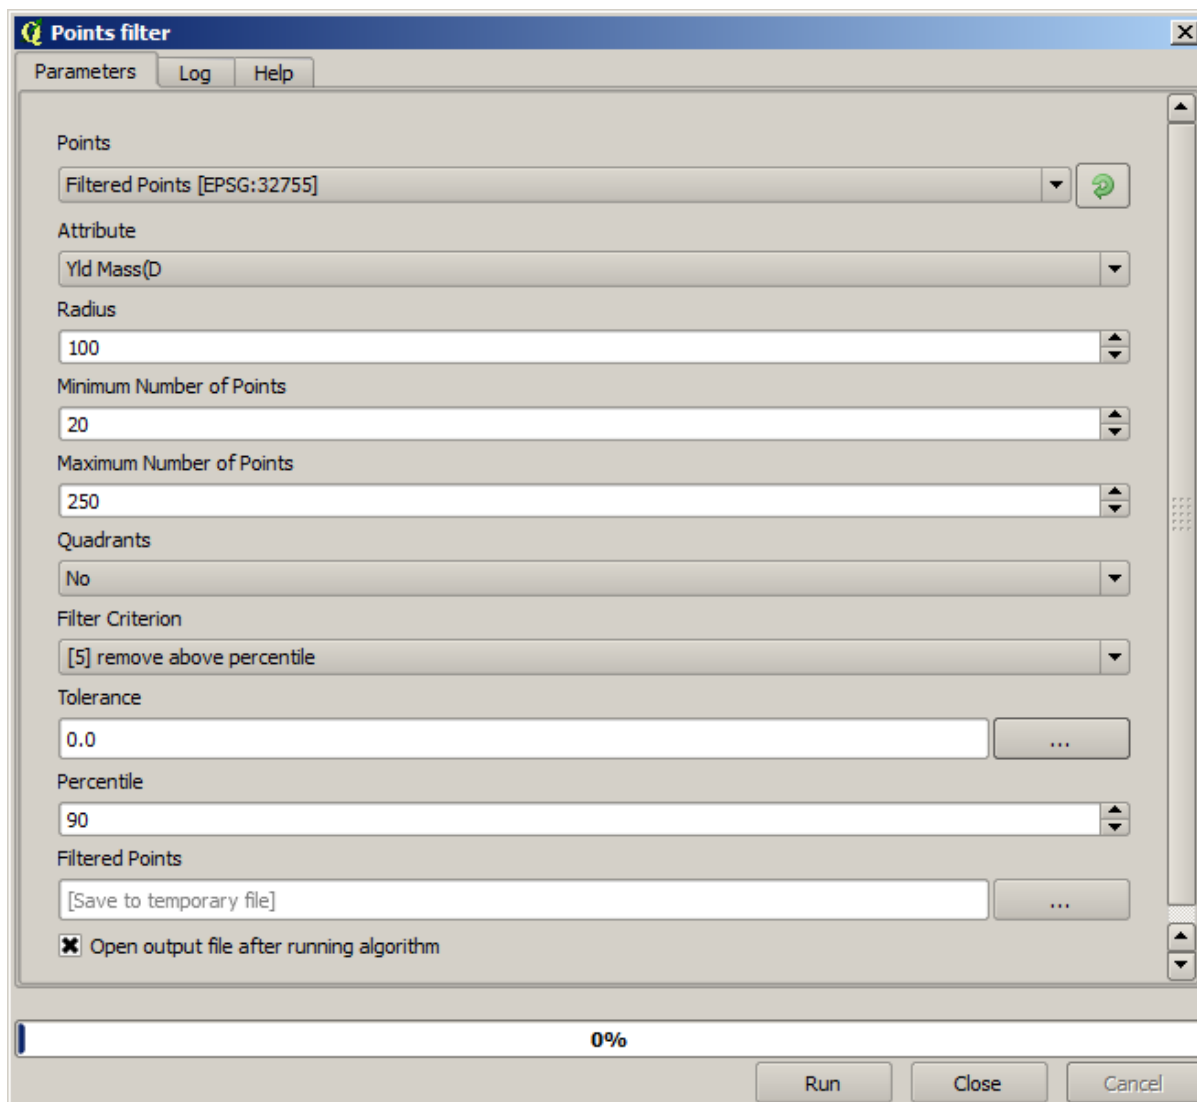 Points filter
Parameters Log Help
Points
Filtered Points [EPSG:32755]
Attribute
Yld Mass(D
Radius
100
Minimum Number of Points
20
Maximum Number of Points
250
Quadrants
No
Filter Criterion
[5] remove above percentile
Tolerance
0.0 ...
Percentile
90
Filtered Points
[Save to temporary file] ...
Open output file after running algorithm
0%
Run Close Cancel